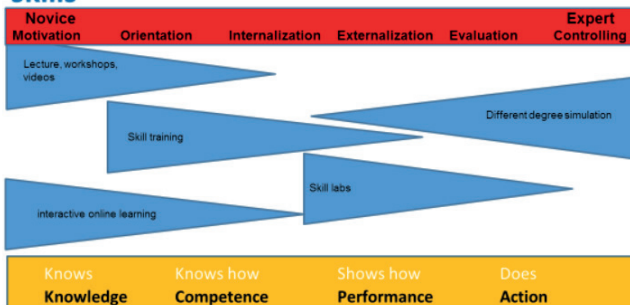 Novice Expert
Motivation Orientation Internalization Externalization Evaluation Controlling
Lecture, workshops,
videos
Different degree simulation
Skill training
Skill labs
interactive online learning
Knows Knows how Shows how Does
Knowledge Competence Performance Action